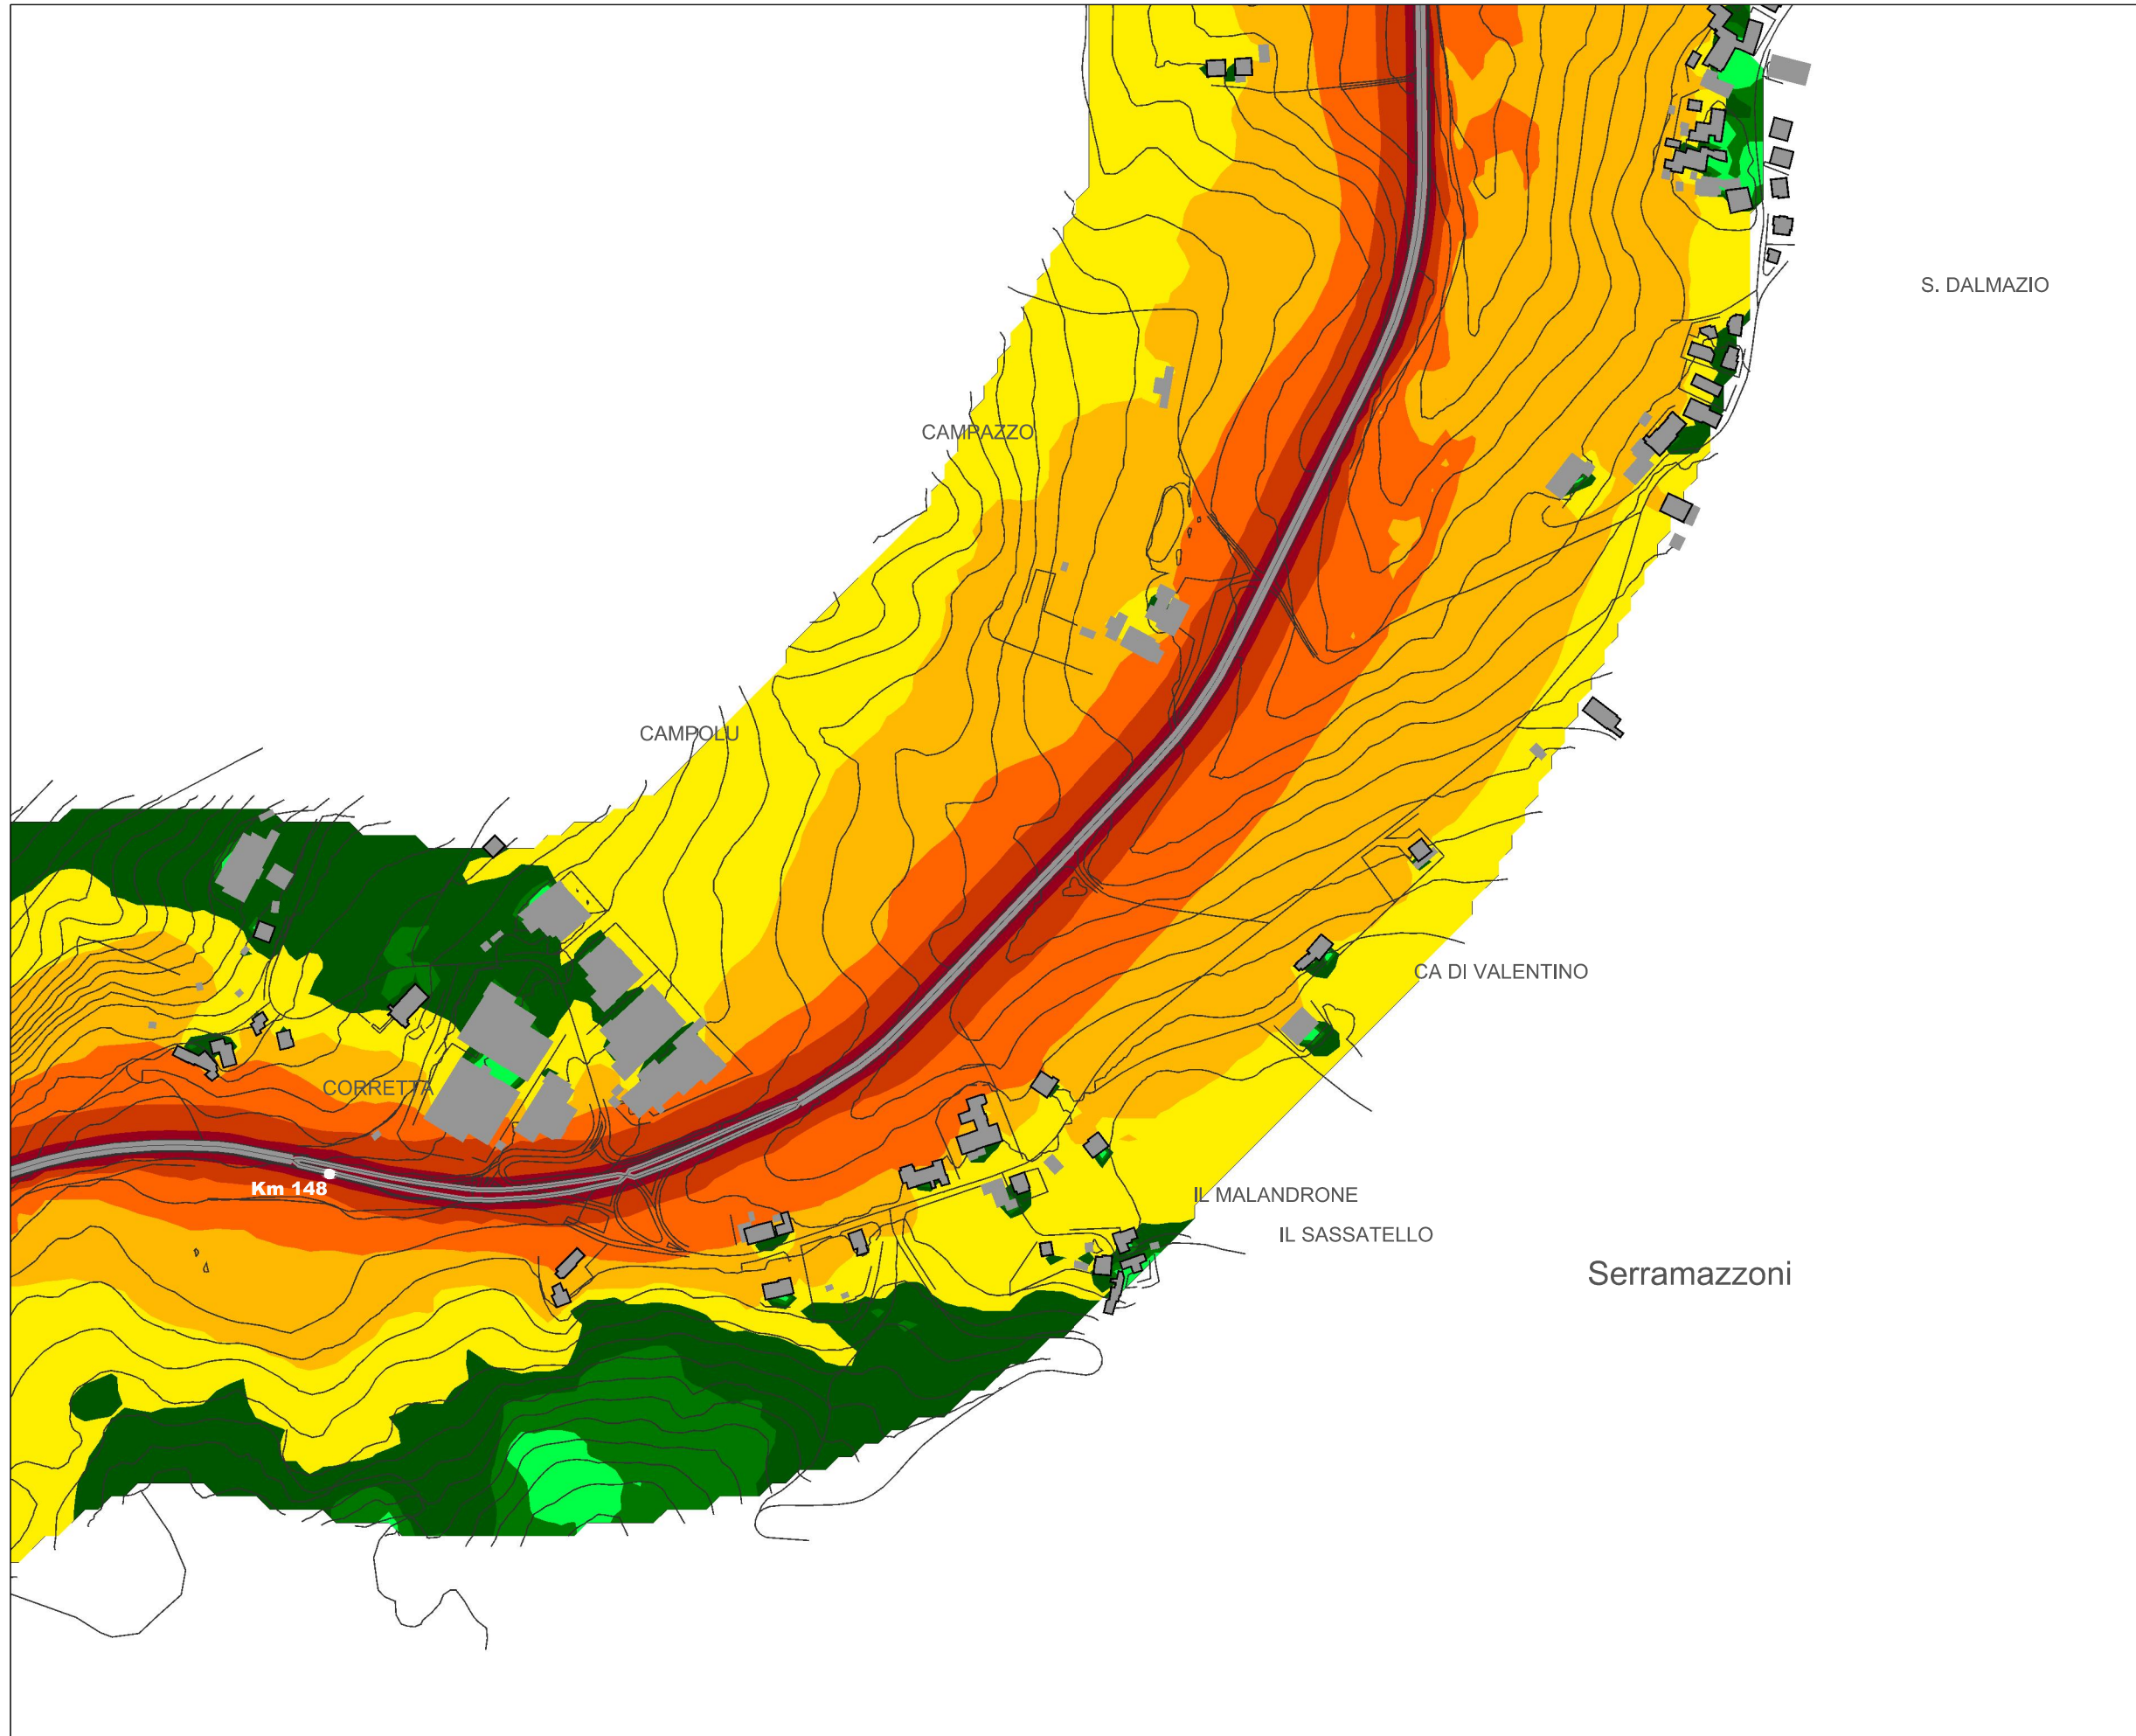 S. DALMAZIO
CAMPAZZO
CAMPOLU
CA DI VALENTINO
CORRETTA
Km 148
IL MALANDRONE
IL SASSATELLO
Serramazzoni